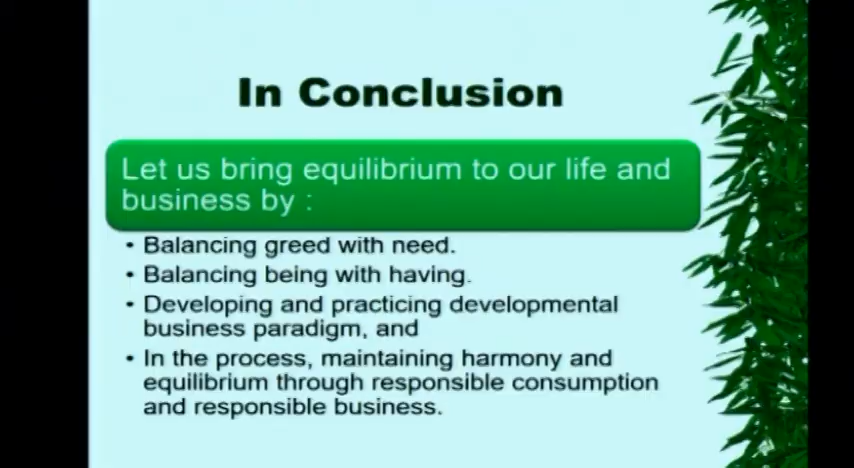 In Conclusion
Let us bring equilibrium to our life and
business by :
• Balancing greed with need.
• Balancing being with having.
• Developing and practicing developmental
business paradigm, and
• In the process, maintaining harmony and
equilibrium through responsible consumption
and responsible business.